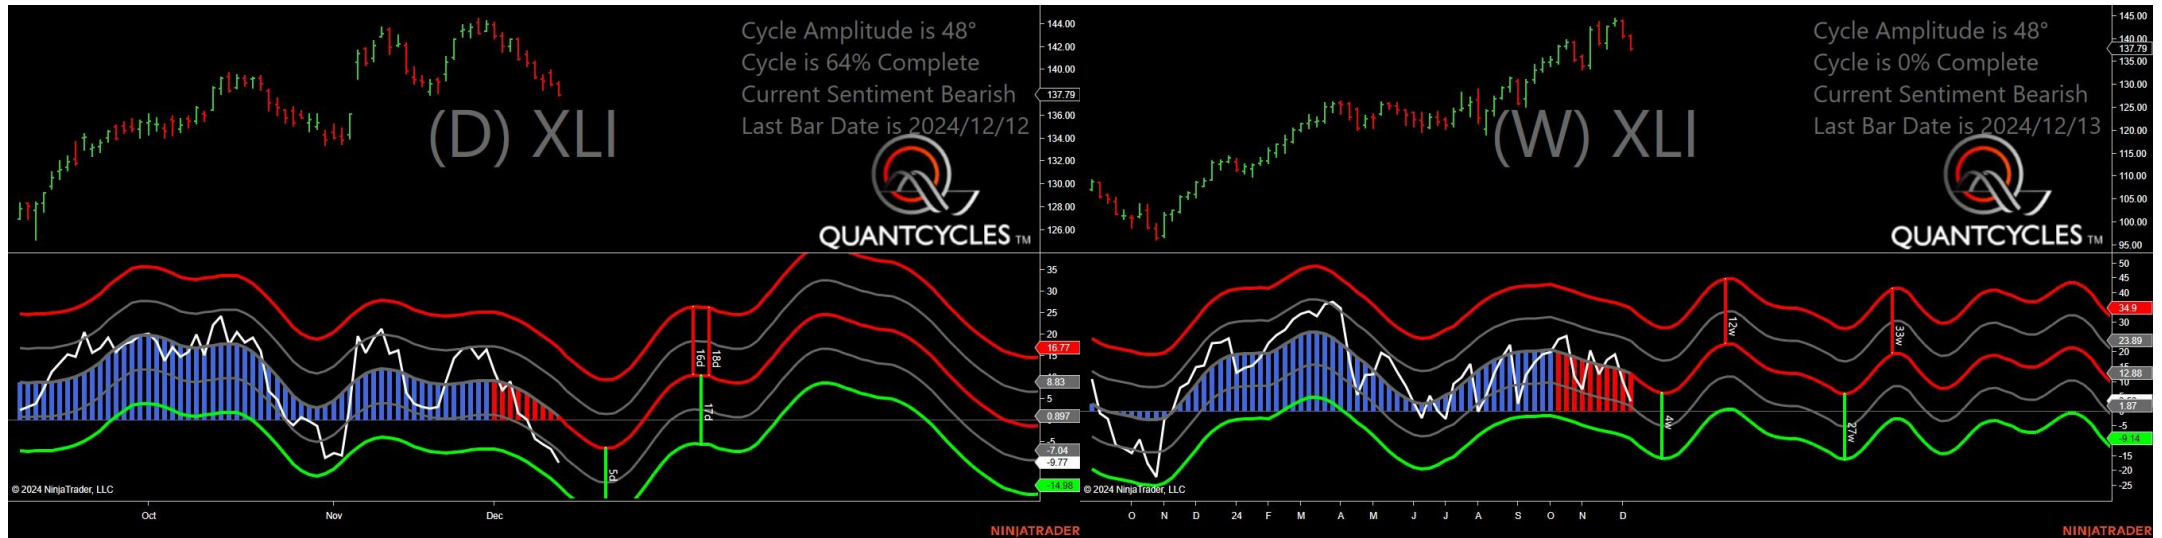 Cycle Amplitude is 48°
Cycle is 64% Complete
Current Sentiment Bearish
Last Bar Date is 2024/12/12
(D) XLI
QUANTCYCLES TM
144.00
142.00
140.00
137.79
136.00
134.00
132.00
130.00
128.00
126.00
35
30
25
20
16.77
15
10
8.83
0.897
-5
-7.04
-9.77
-14.98
16d
18d
17d
5d
© 2024 NinjaTrader, LLC
Oct
Nov
Dec
NINJATRADER
Cycle Amplitude is 48°
Cycle is 0% Complete
Current Sentiment Bearish
Last Bar Date is 2024/12/13
(W) XLI
QUANTCYCLES TM
145.00
140.00
137.79
135.00
130.00
125.00
120.00
115.00
110.00
105.00
100.00
95.00
50
45
40
34.9
30
23.89
20
12.88
10
1.87
-5
-9.14
-15
-20
-25
12w
33w
4w
27w
© 2024 NinjaTrader, LLC
O N D 24 F M A M J J A S O N D
NINJATRADER